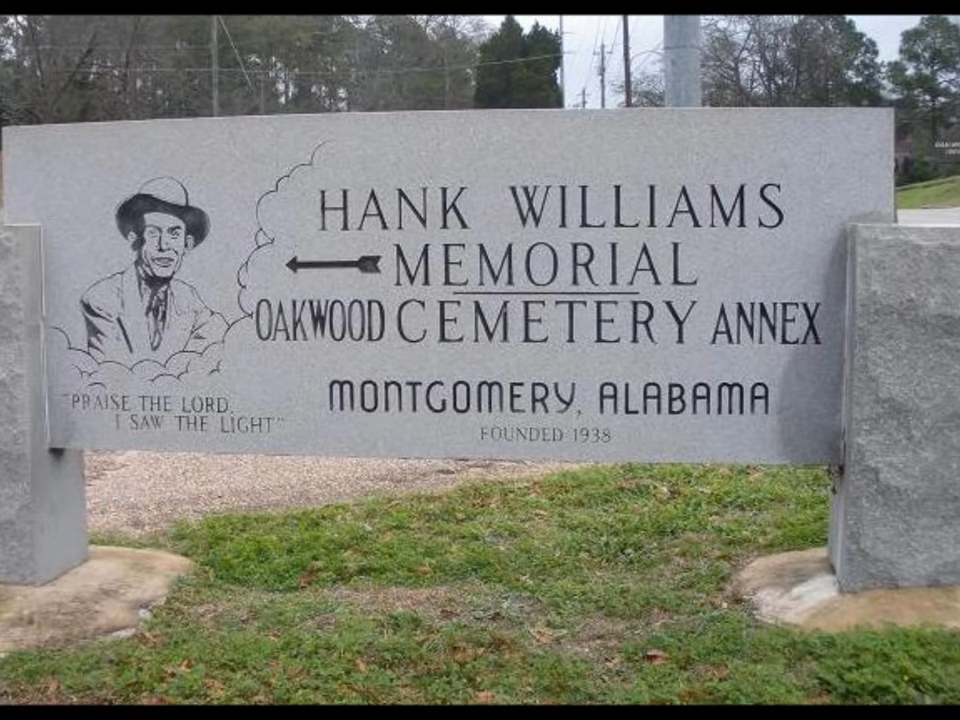 HANK WILLIAMS
MEMORIAL
OAKWOOD CEMETERY ANNEX
MONTGOMERY, ALABAMA
FOUNDED 1938
"PRAISE THE LORD,
I SAW THE LIGHT"